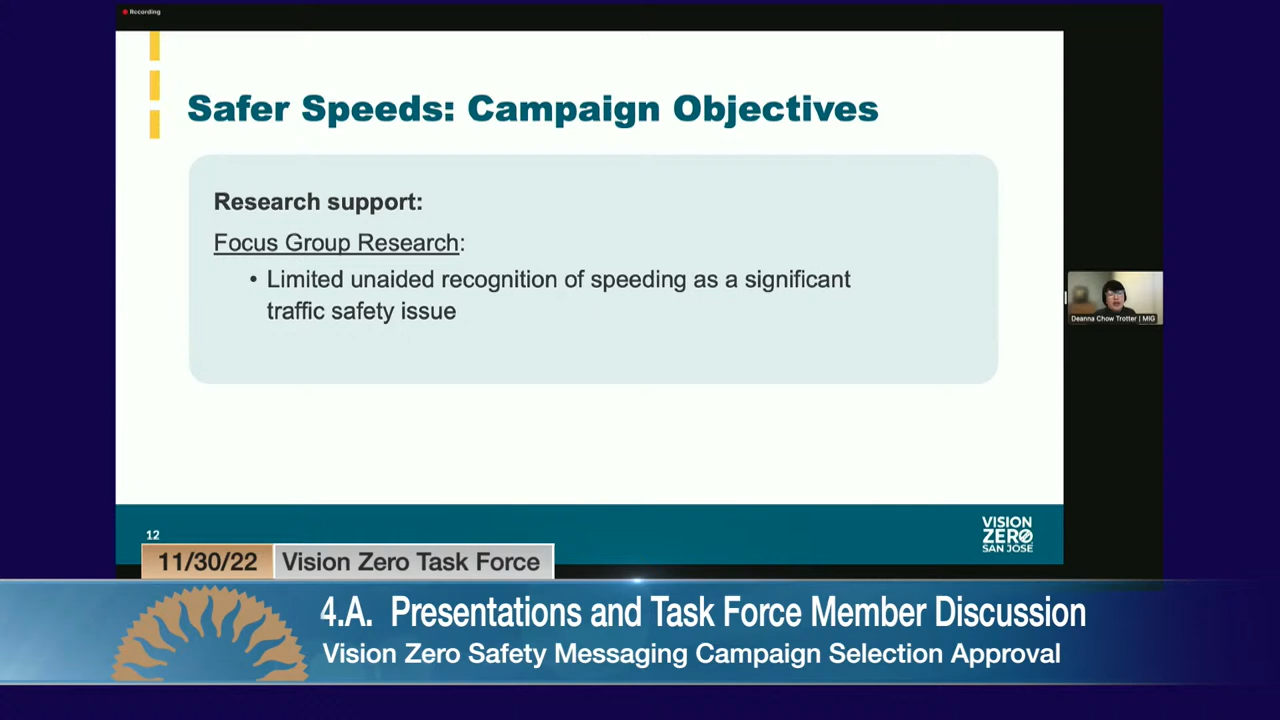 Recording
Safer Speeds: Campaign Objectives
Research support:
Focus Group Research:
• Limited unaided recognition of speeding as a significant
traffic safety issue
Deanna Chow Trotter | MIG
12
VISION
ZERO
SAN JOSE
11/30/22 Vision Zero Task Force
4.A. Presentations and Task Force Member Discussion
Vision Zero Safety Messaging Campaign Selection Approval